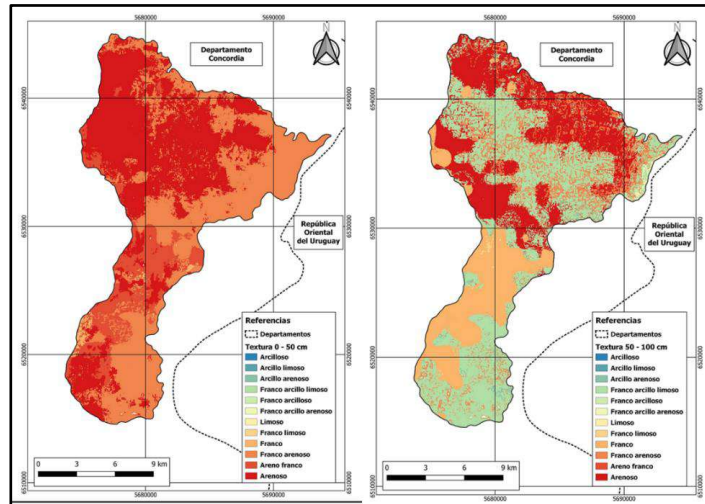 5680000
5690000
Departamento
Concordia
N
6540000
6530000
República
Oriental
del Uruguay
Referencias
Departamentos
Textura 0 - 50 cm
Arcilloso
Arcillo limoso
Arcillo arenoso
Franco arcillo limoso
Franco arcilloso
Franco arcillo arenoso
Limoso
Franco limoso
Franco
Franco arenoso
Areno franco
Arenoso
6520000
6510000
0 3 6 9 km
5680000
5690000
5680000
5690000
Departamento
Concordia
N
6540000
6530000
República
Oriental
del Uruguay
Referencias
Departamentos
Textura 50 - 100 cm
Arcilloso
Arcillo limoso
Arcillo arenoso
Franco arcillo limoso
Franco arcilloso
Franco arcillo arenoso
Limoso
Franco limoso
Franco
Franco arenoso
Areno franco
Arenoso
6520000
6510000
0 3 6 9 km
5680000
5690000